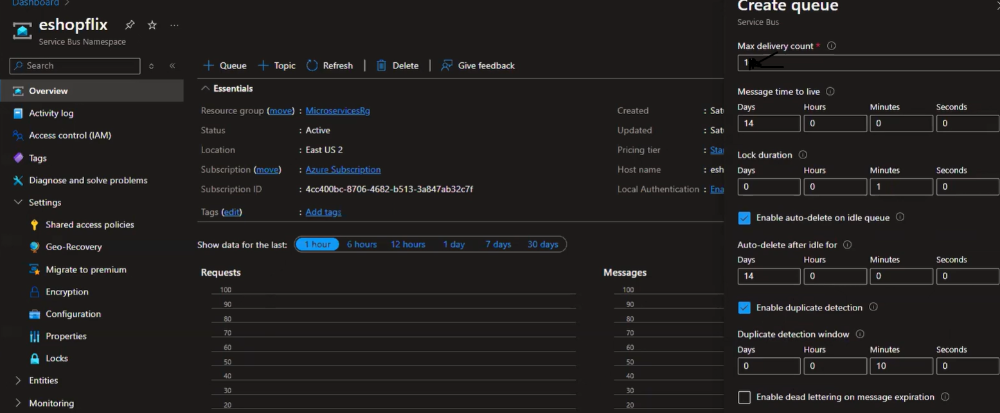 Dashboard >
eshopflix
Service Bus Namespace
Search
Overview
Activity log
Access control (IAM)
Tags
Diagnose and solve problems
Settings
Shared access policies
Geo-Recovery
Migrate to premium
Encryption
Configuration
Properties
Locks
Entities
Monitoring
Queue Topic Refresh Delete Give feedback
Essentials
Resource group (move) : MicroservicesRg
Status : Active
Location : East US 2
Subscription (move) : Azure Subscription
Subscription ID : 4cc400bc-8706-4682-b513-3a847ab32c7f
Tags (edit) : Add tags
Created : Satu
Updated : Satu
Pricing tier : Star
Host name : esh
Local Authentication : Ena
Show data for the last: 1 hour 6 hours 12 hours 1 day 7 days 30 days
Requests
100
90
80
70
60
50
40
30
20
Messages
100
90
80
70
60
50
40
30
20
Create queue
Service Bus
Max delivery count *
1
Message time to live
Days Hours Minutes Seconds
14 0 0 0
Lock duration
Days Hours Minutes Seconds
0 0 1 0
Enable auto-delete on idle queue
Auto-delete after idle for
Days Hours Minutes Seconds
14 0 0 0
Enable duplicate detection
Duplicate detection window
Days Hours Minutes Seconds
0 0 10 0
Enable dead lettering on message expiration